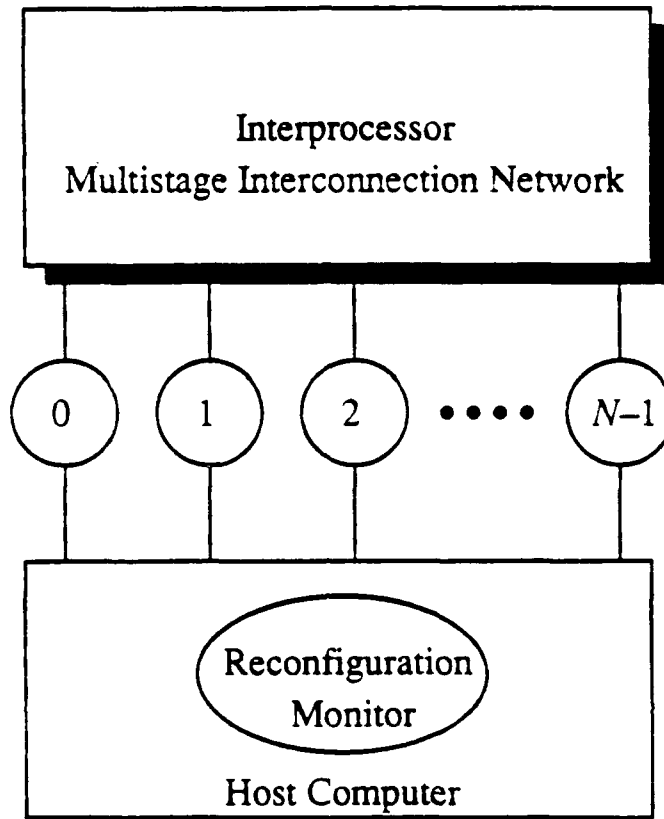 Interprocessor
Multistage Interconnection Network
0 1 2 •••• N–1
Reconfiguration
Monitor
Host Computer